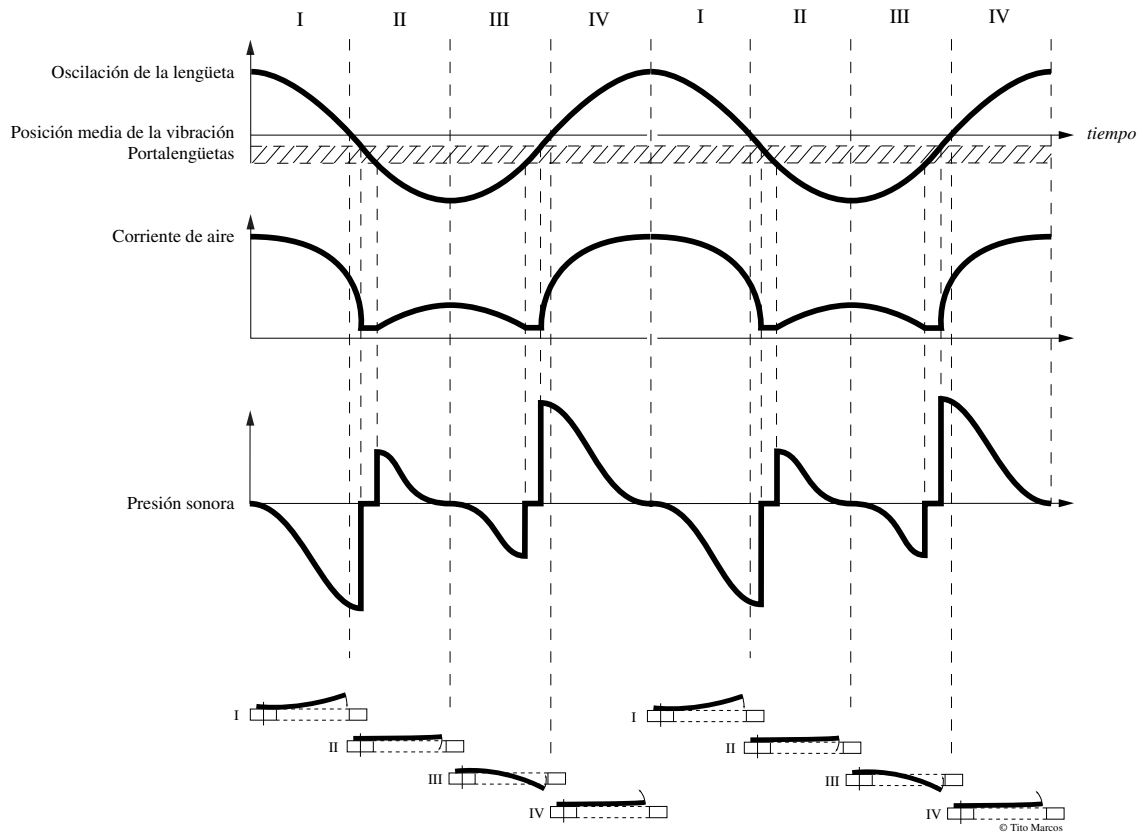 I II III IV I II III IV
Oscilación de la lengüeta
Posición media de la vibración
tiempo
Portalengüetas
Corriente de aire
Presión sonora
I I
II II
III III
IV IV
© Tito Marcos